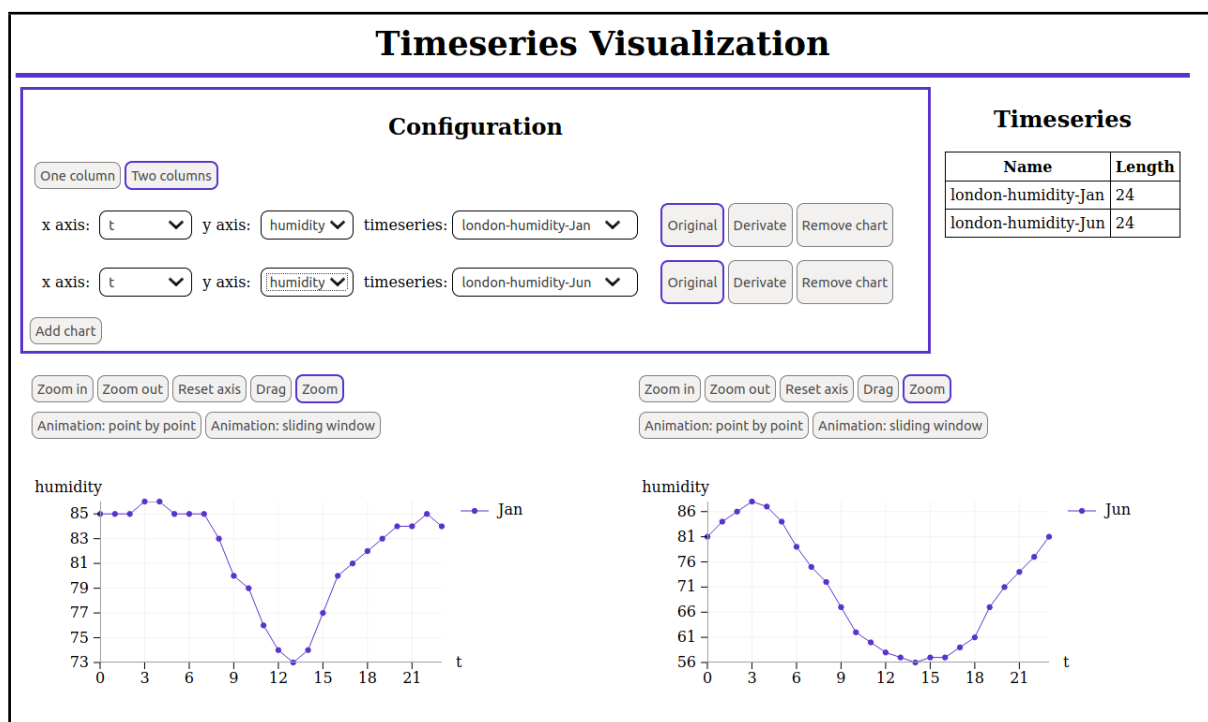 Timeseries Visualization
Configuration
One column Two columns
x axis: t y axis: humidity timeseries: london-humidity-Jan Original Derivate Remove chart
x axis: t y axis: humidity timeseries: london-humidity-Jun Original Derivate Remove chart
Add chart
Timeseries
Name Length
london-humidity-Jan 24
london-humidity-Jun 24
Zoom in Zoom out Reset axis Drag Zoom
Animation: point by point Animation: sliding window
humidity
Jan
85
83
81
79
77
75
73
0 3 6 9 12 15 18 21
t
Zoom in Zoom out Reset axis Drag Zoom
Animation: point by point Animation: sliding window
humidity
Jun
86
81
76
71
66
61
56
0 3 6 9 12 15 18 21
t